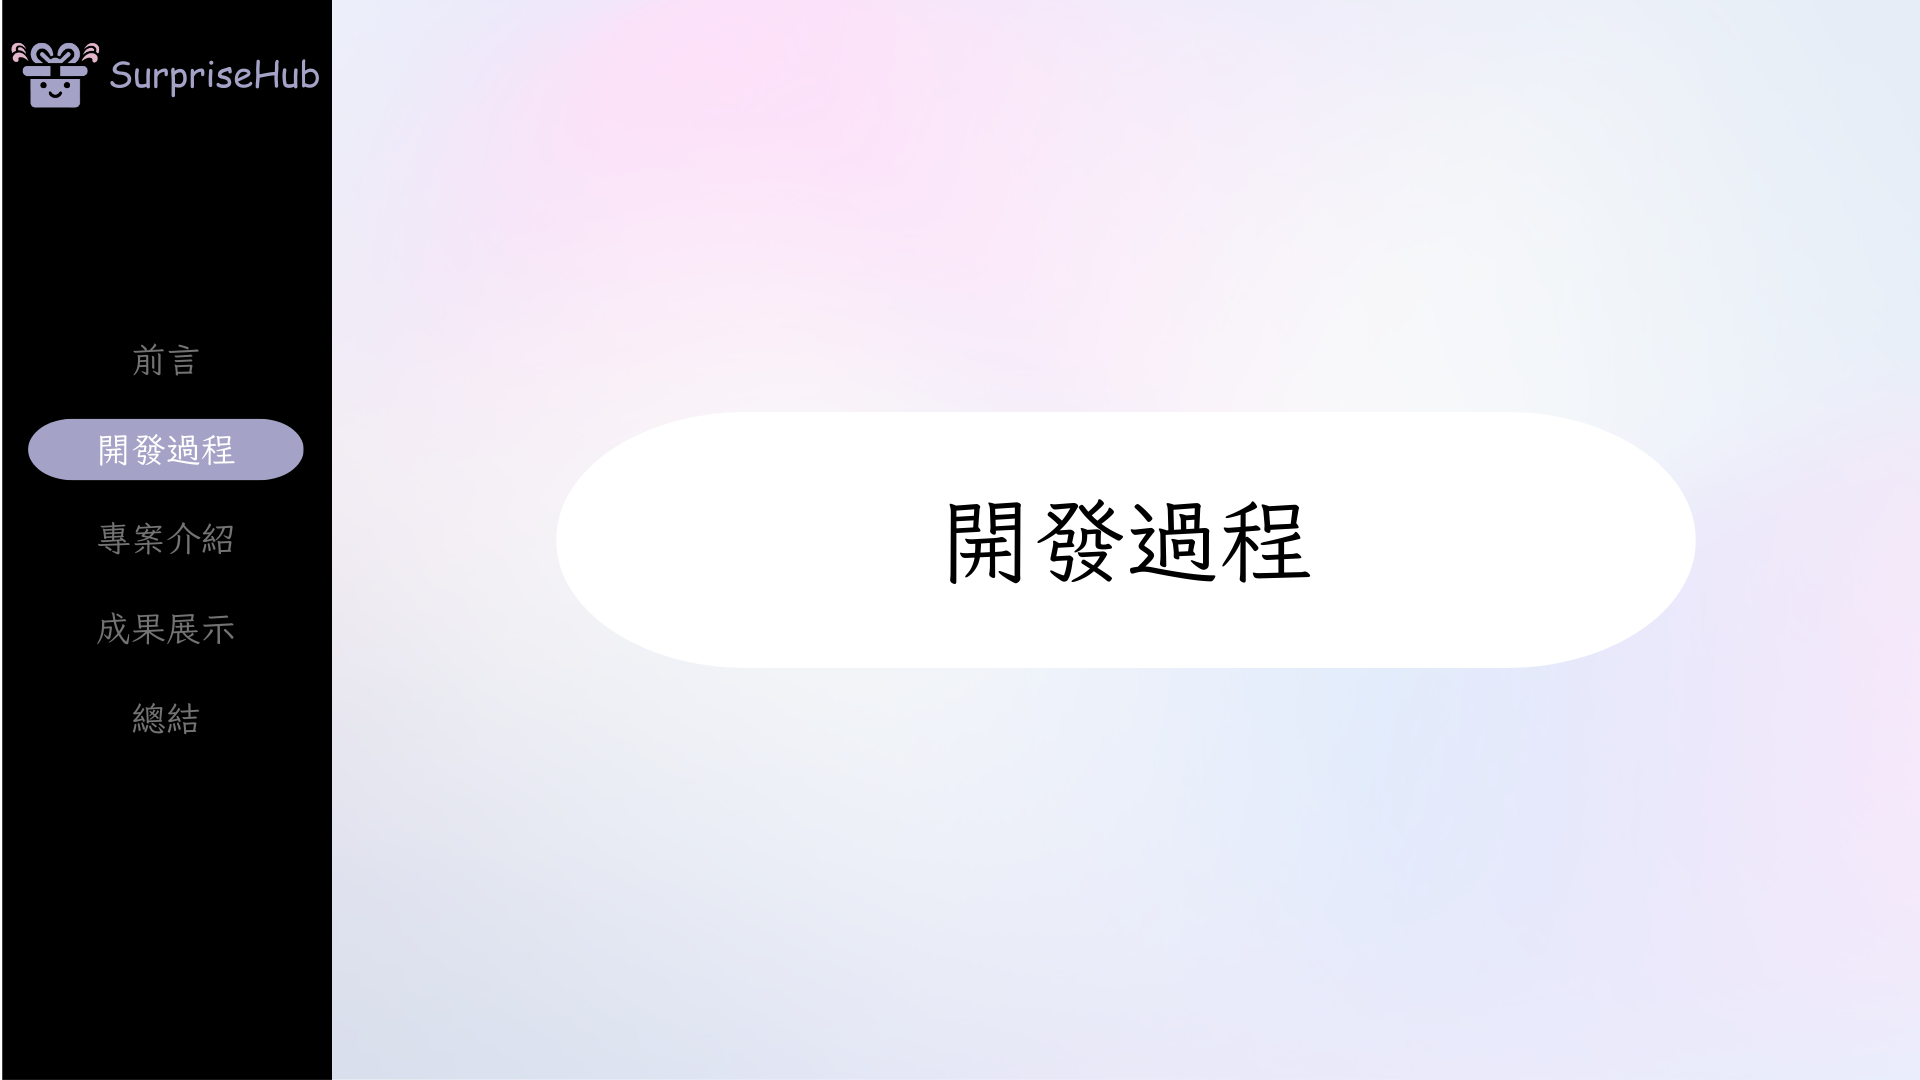 SurpriseHub
前言
開發過程
專案介紹
成果展示
總結
開發過程